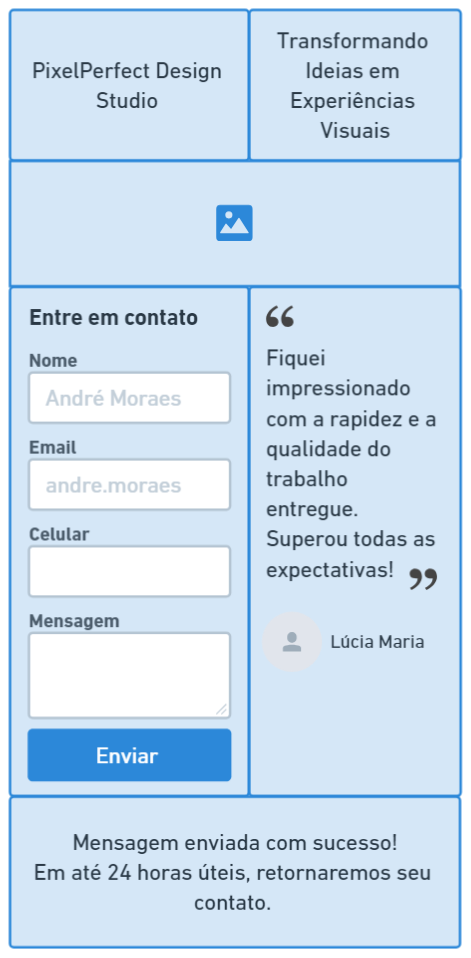 PixelPerfect Design
Studio
Transformando
Ideias em
Experiências
Visuais
Entre em contato
Nome
André Moraes
Email
andre.moraes
Celular
Mensagem
Enviar
“
Fiquei
impressionado
com a rapidez e a
qualidade do
trabalho
entregue.
Superou todas as
expectativas! ”
Lúcia Maria
Mensagem enviada com sucesso!
Em até 24 horas úteis, retornaremos seu
contato.